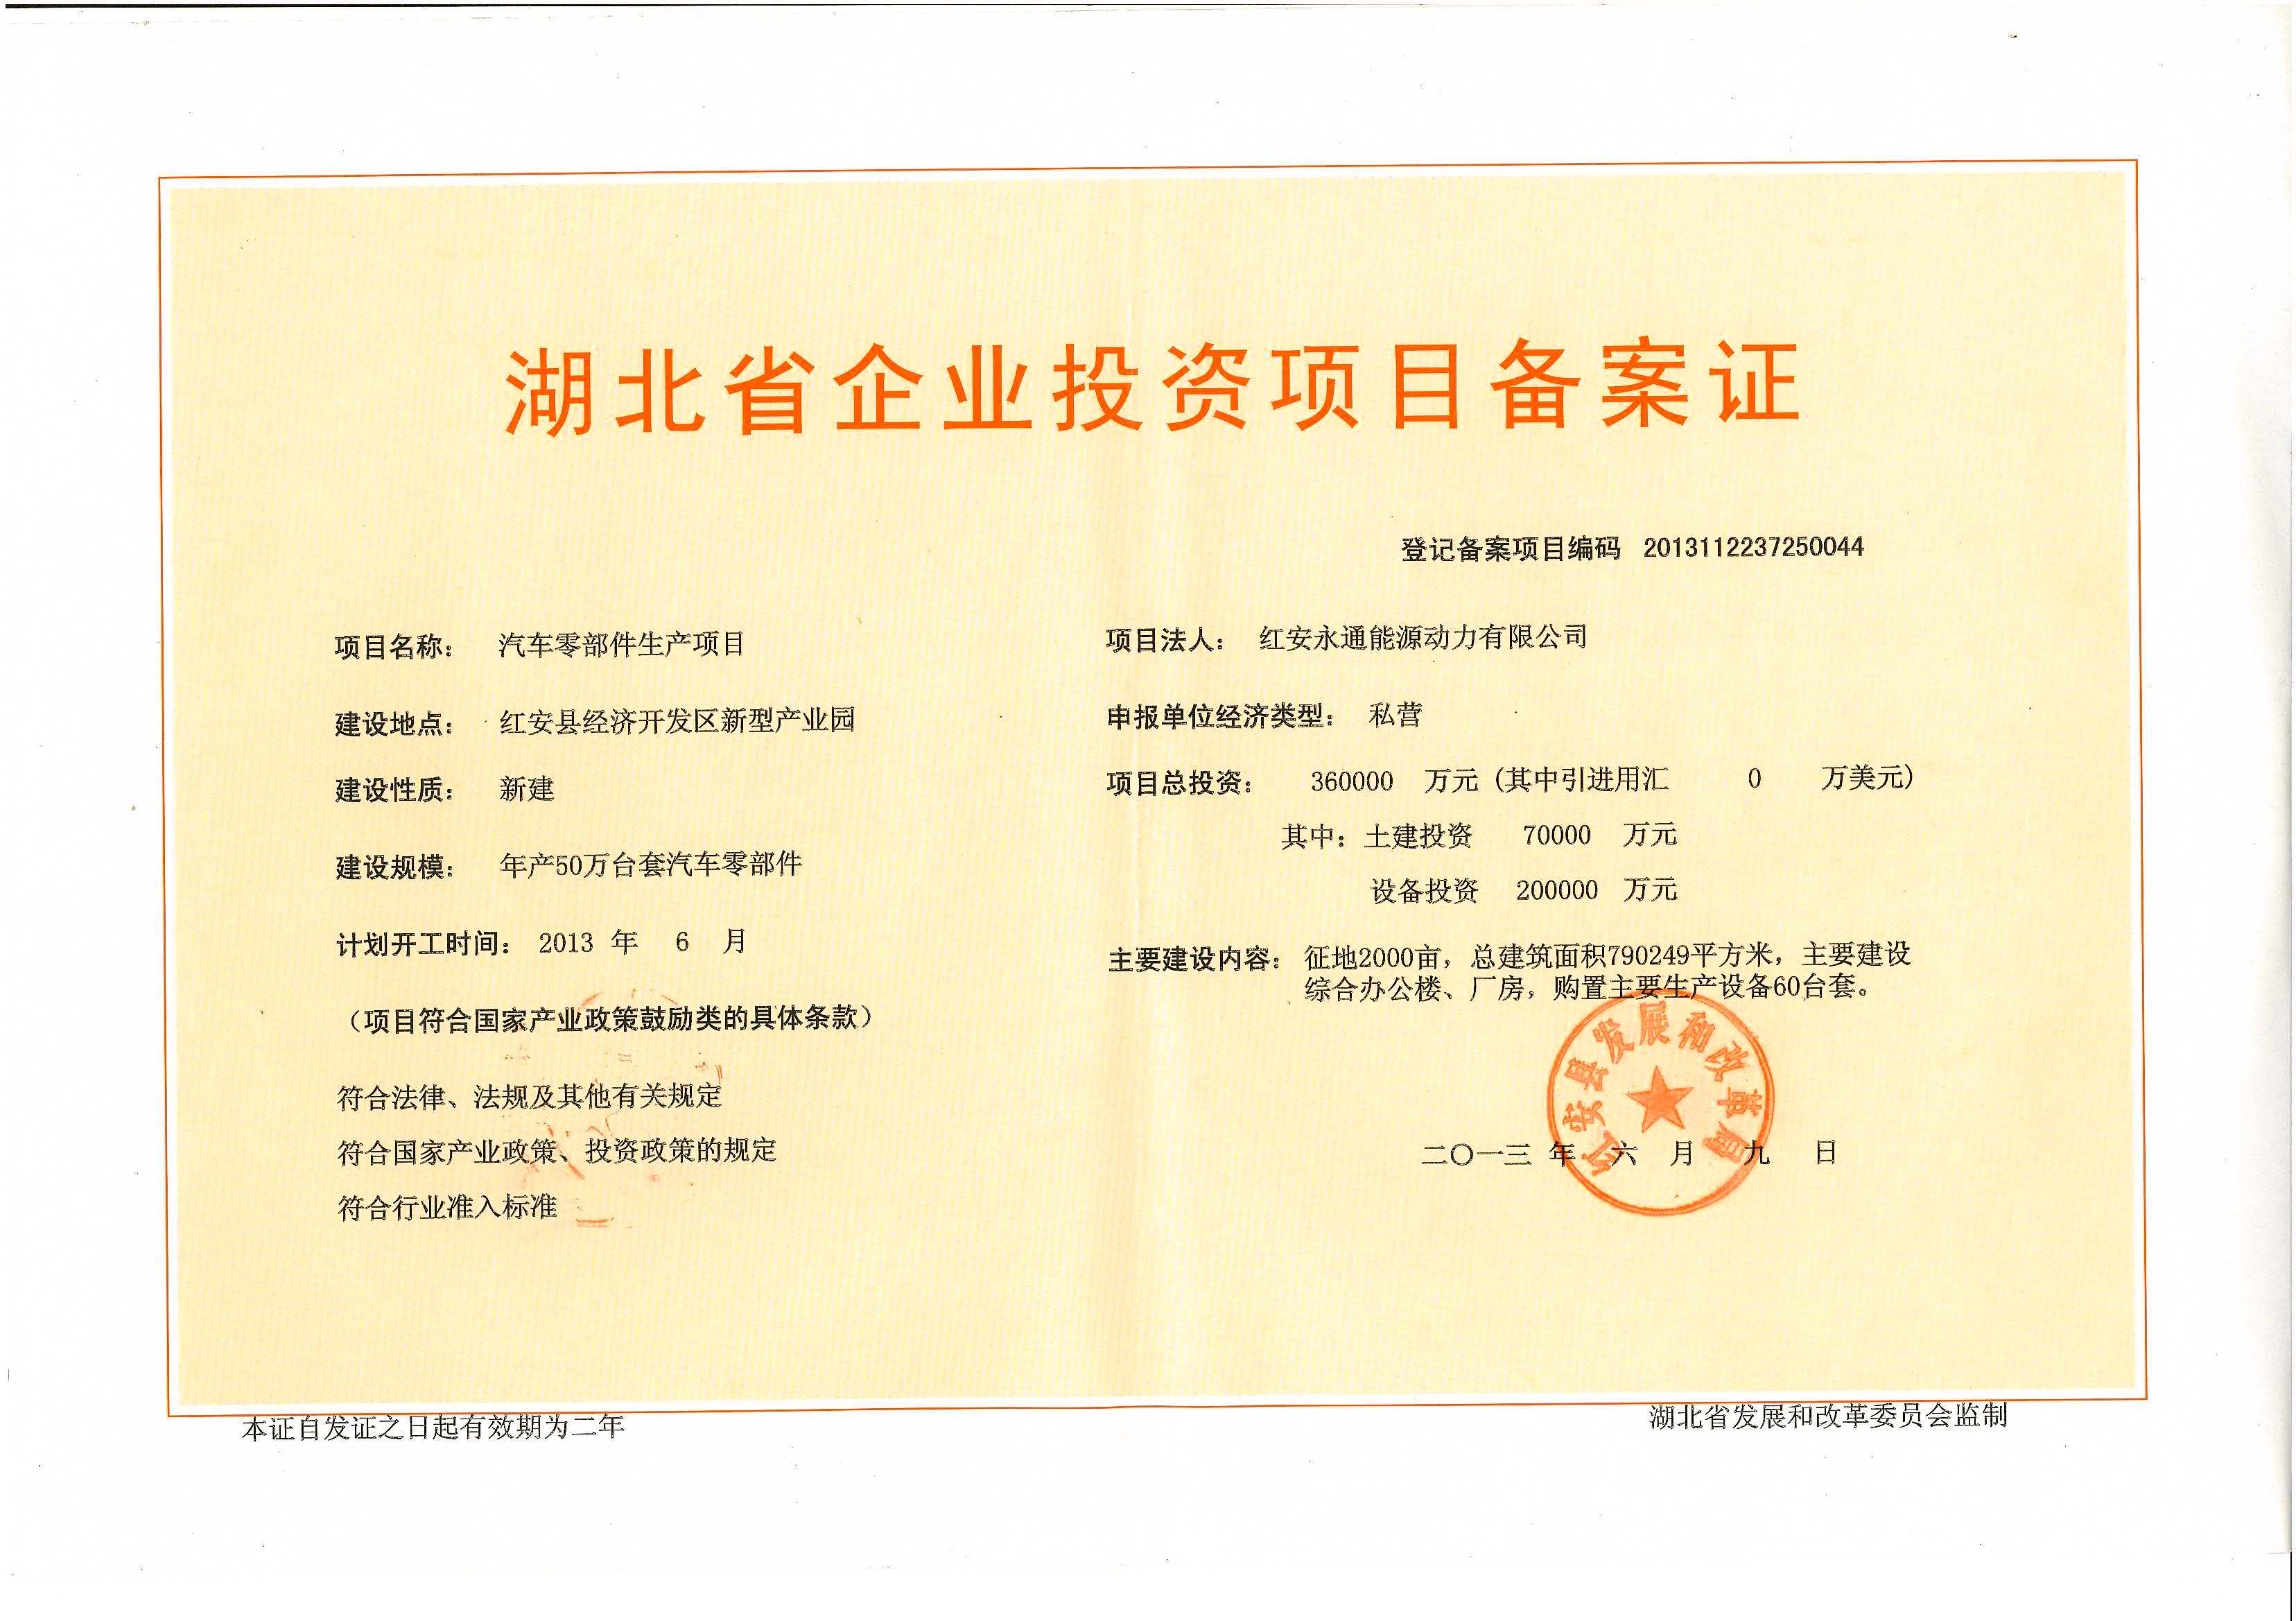 湖北省企业投资项目备案证
登记备案项目编码 2013112237250044
项目名称： 汽车零部件生产项目
建设地点： 红安县经济开发区新型产业园
建设性质： 新建
建设规模： 年产50万台套汽车零部件
计划开工时间： 2013 年 6 月
（项目符合国家产业政策鼓励类的具体条款）
符合法律、法规及其他有关规定
符合国家产业政策、投资政策的规定
符合行业准入标准
项目法人： 红安永通能源动力有限公司
申报单位经济类型： 私营
项目总投资： 360000 万元（其中引进用汇 0 万美元）
其中：土建投资 70000 万元
设备投资 200000 万元
主要建设内容： 征地2000亩，总建筑面积790249平方米，主要建设
综合办公楼、厂房，购置主要生产设备60台套。
红安县发展和改革局
二〇一三 年 六 月 九 日
本证自发证之日起有效期为二年
湖北省发展和改革委员会监制